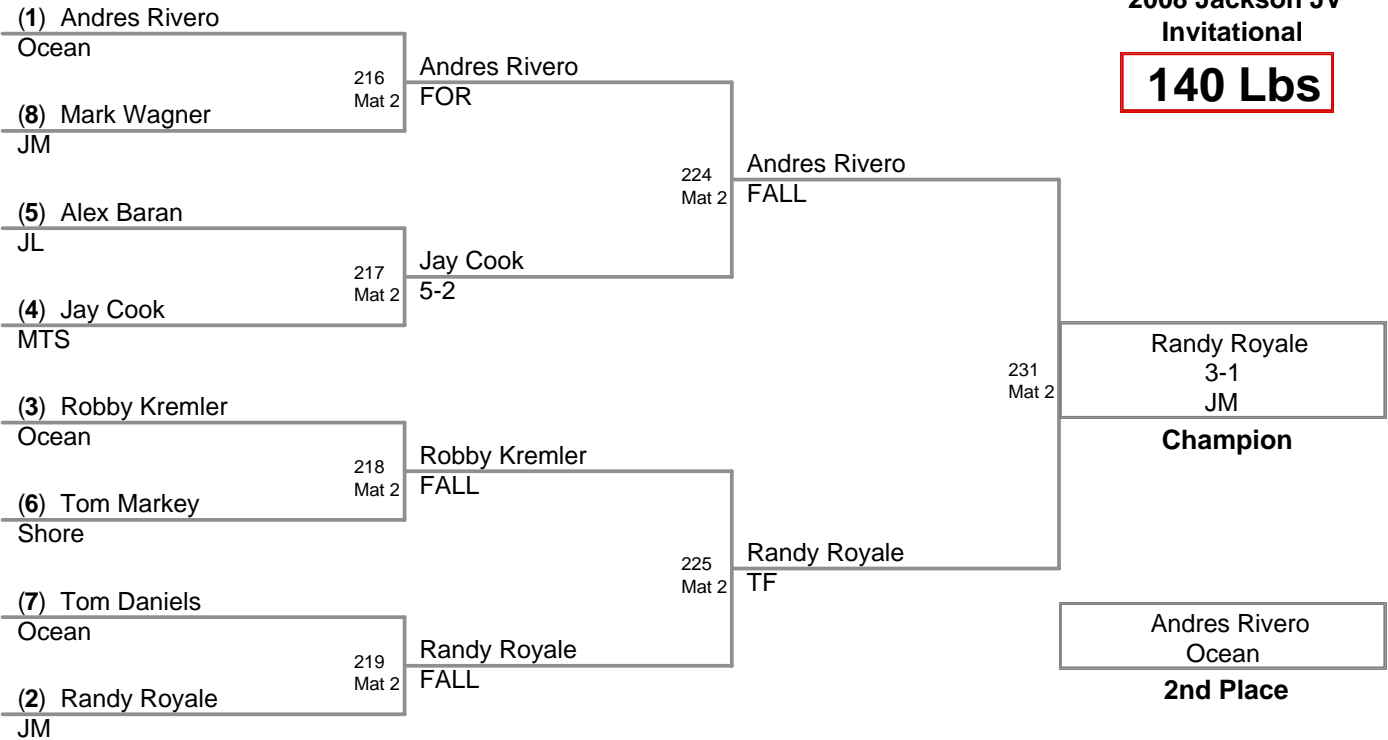 2008 Jackson JV
Invitational
140 Lbs
(1) Andres Rivero
Ocean
216
Mat 2
Andres Rivero
FOR
(8) Mark Wagner
JM
224
Mat 2
Andres Rivero
FALL
(5) Alex Baran
JL
217
Mat 2
Jay Cook
5-2
(4) Jay Cook
MTS
231
Mat 2
Randy Royale
3-1
JM
Champion
(3) Robby Kremler
Ocean
218
Mat 2
Robby Kremler
FALL
(6) Tom Markey
Shore
225
Mat 2
Randy Royale
TF
(7) Tom Daniels
Ocean
219
Mat 2
Randy Royale
FALL
(2) Randy Royale
JM
Andres Rivero
Ocean
2nd Place